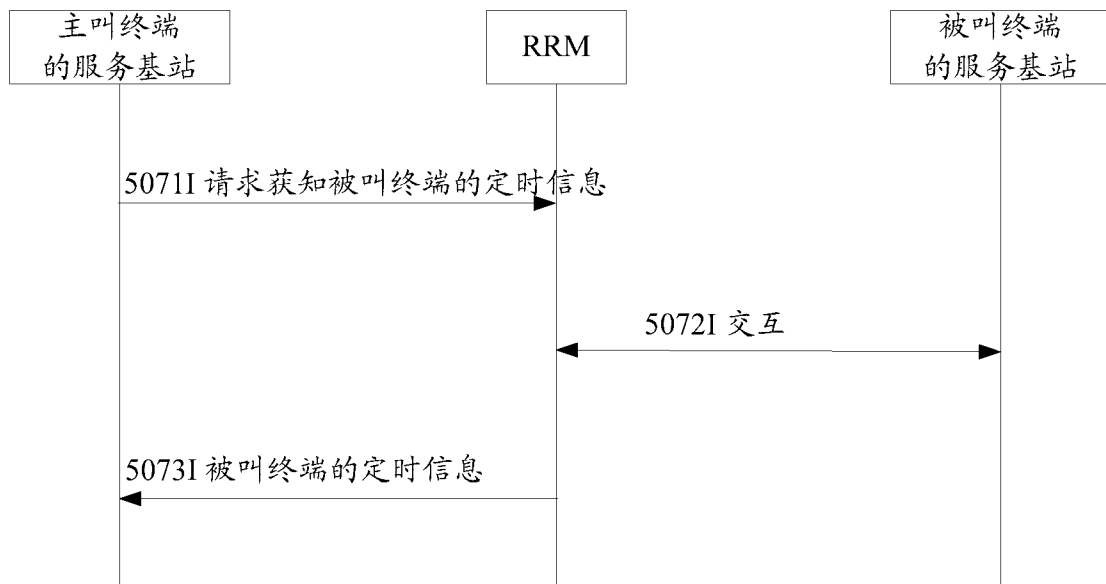 主叫终端
的服务基站
RRM
被叫终端
的服务基站
5071I 请求获知被叫终端的定时信息
5072I 交互
5073I 被叫终端的定时信息